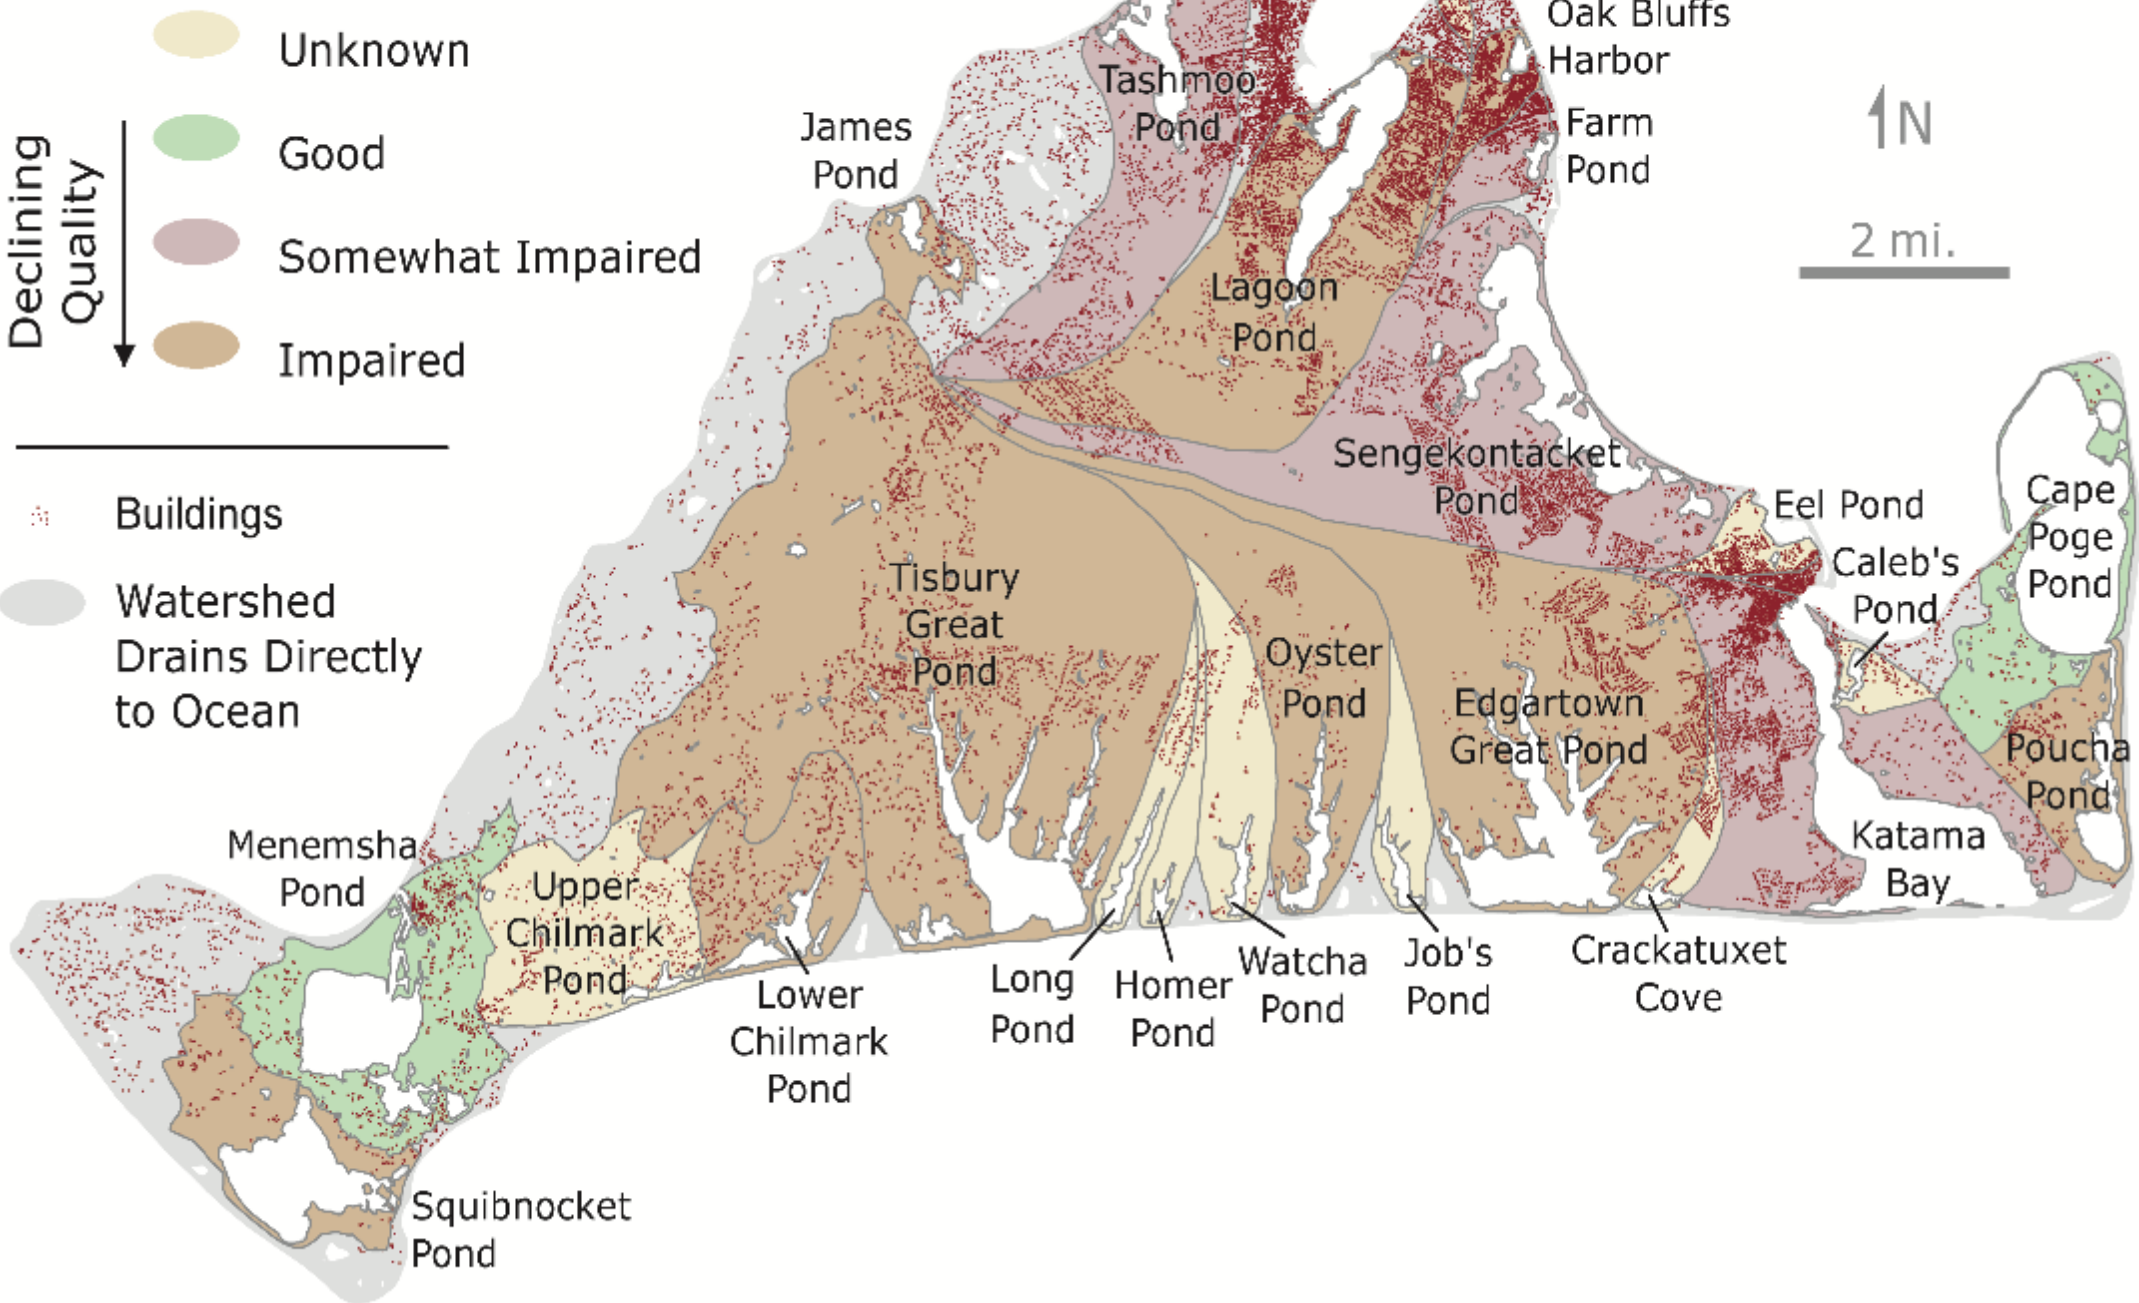 Unknown
Good
Somewhat Impaired
Impaired
Declining
Quality
Buildings
Watershed
Drains Directly
to Ocean
Oak Bluffs
Harbor
Farm
Pond
N
2 mi.
Tashmoo
Pond
James
Pond
Lagoon
Pond
Sengekontacket
Pond
Eel Pond
Caleb's
Pond
Cape
Poge
Pond
Tisbury
Great
Pond
Oyster
Pond
Edgartown
Great Pond
Poucha
Pond
Katama
Bay
Menemsha
Pond
Upper
Chilmark
Pond
Lower
Chilmark
Pond
Long
Pond
Homer
Pond
Watcha
Pond
Job's
Pond
Crackatuxet
Cove
Squibnocket
Pond